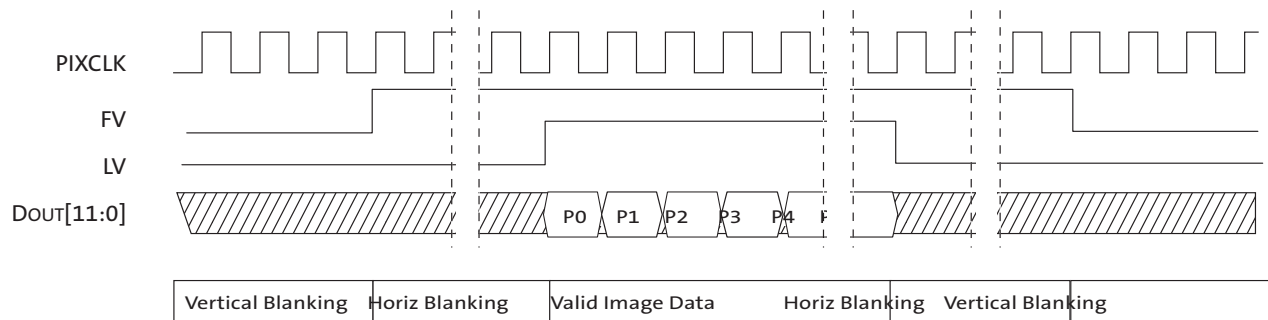 PIXCLK
FV
LV
DOUT[11:0]
P0 P1 P2 P3 P4
Vertical Blanking Horiz Blanking Valid Image Data Horiz Blanking Vertical Blanking